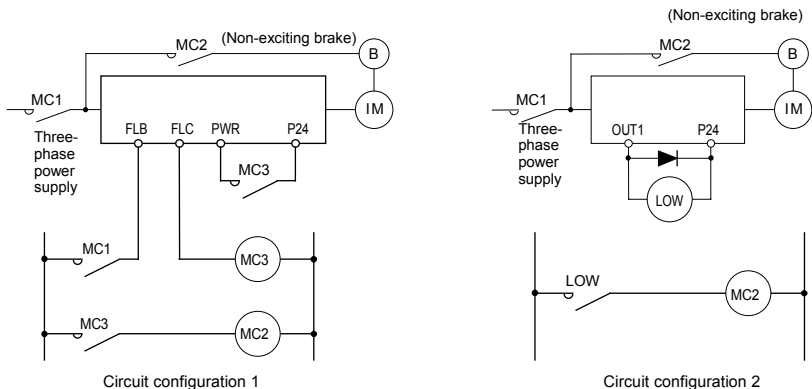 (Non-exciting brake)
MC2
B
MC1
IM
Three-
phase
power
supply
FLB FLC PWR P24
MC3
MC1
MC3
MC3
MC2
Circuit configuration 1
(Non-exciting brake)
MC2
B
MC1
IM
Three-
phase
power
supply
OUT1 P24
LOW
LOW
MC2
Circuit configuration 2